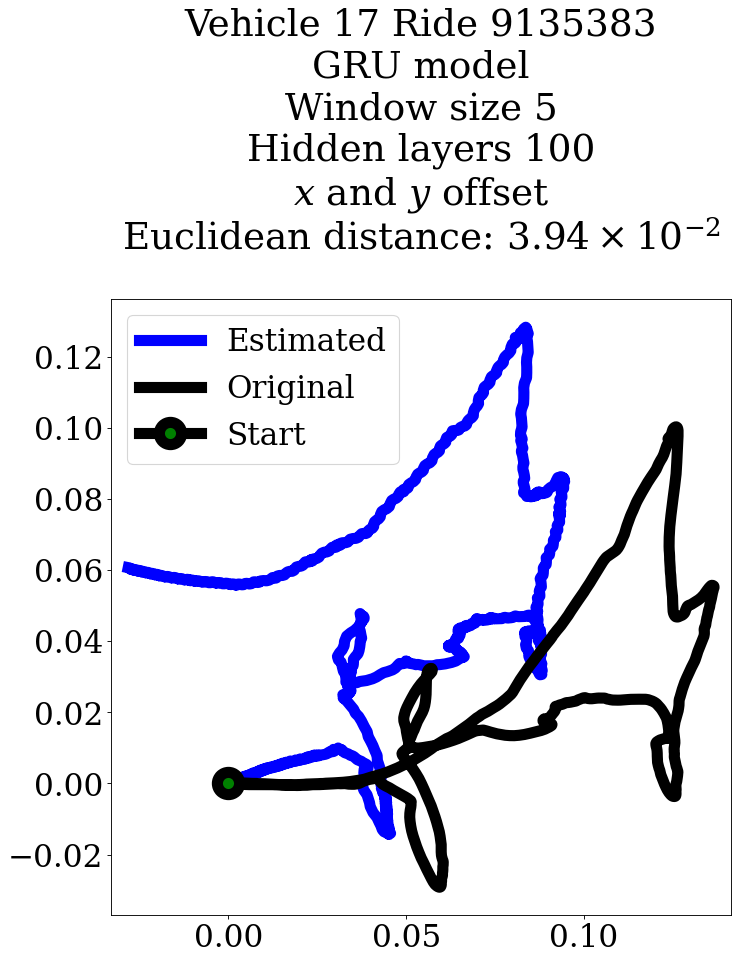 Vehicle 17 Ride 9135383
GRU model
Window size 5
Hidden layers 100
x and y offset
Euclidean distance: 3.94 × 10⁻²
Estimated
Original
Start
0.12
0.10
0.08
0.06
0.04
0.02
0.00
−0.02
0.00 0.05 0.10